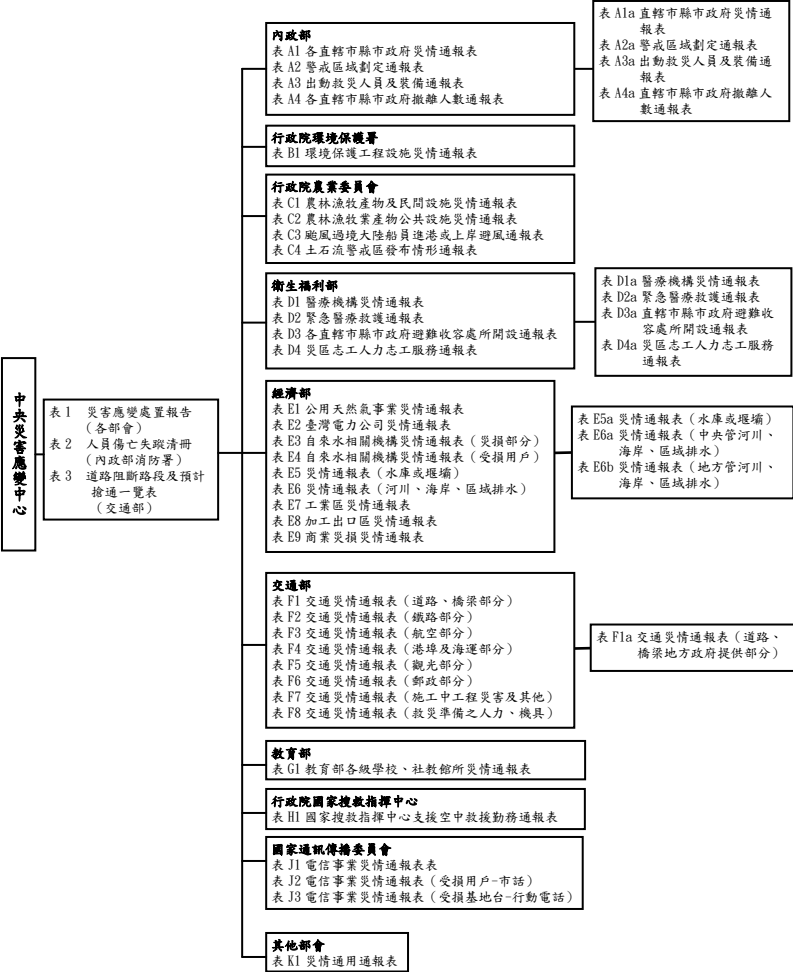 中央災害應變中心
表 1 災害應變處置報告
(各部會)
表 2 人員傷亡失蹤清冊
(內政部消防署)
表 3 道路阻斷路段及預計
搶通一覽表
(交通部)
內政部
表 A1 各直轄市縣市政府災情通報表
表 A2 警戒區域劃定通報表
表 A3 出動救災人員及裝備通報表
表 A4 各直轄市縣市政府撤離人數通報表
表 A1a 直轄市縣市政府災情通
報表
表 A2a 警戒區域劃定通報表
表 A3a 出動救災人員及裝備通
報表
表 A4a 直轄市縣市政府撤離人
數通報表
行政院環境保護署
表 B1 環境保護工程設施災情通報表
行政院農業委員會
表 C1 農林漁牧產物及民間設施災情通報表
表 C2 農林漁牧業產物公共設施災情通報表
表 C3 颱風過境大陸船員進港或上岸避風通報表
表 C4 土石流警戒區發布情形通報表
衛生福利部
表 D1 醫療機構災情通報表
表 D2 緊急醫療救護通報表
表 D3 各直轄市縣市政府避難收容處所開設通報表
表 D4 災區志工人力志工服務通報表
表 D1a 醫療機構災情通報表
表 D2a 緊急醫療救護通報表
表 D3a 直轄市縣市政府避難收
容處所開設通報表
表 D4a 災區志工人力志工服務
通報表
經濟部
表 E1 公用天然氣事業災情通報表
表 E2 臺灣電力公司災情通報表
表 E3 自來水相關機構災情通報表(災損部分)
表 E4 自來水相關機構災情通報表(受損用戶)
表 E5 災情通報表(水庫或堰壩)
表 E6 災情通報表(河川、海岸、區域排水)
表 E7 工業區災情通報表
表 E8 加工出口區災情通報表
表 E9 商業災損災情通報表
表 E5a 災情通報表(水庫或堰壩)
表 E6a 災情通報表(中央管河川、
海岸、區域排水)
表 E6b 災情通報表(地方管河川、
海岸、區域排水)
交通部
表 F1 交通災情通報表(道路、橋梁部分)
表 F2 交通災情通報表(鐵路部分)
表 F3 交通災情通報表(航空部分)
表 F4 交通災情通報表(港埠及海運部分)
表 F5 交通災情通報表(觀光部分)
表 F6 交通災情通報表(郵政部分)
表 F7 交通災情通報表(施工中工程災害及其他)
表 F8 交通災情通報表(救災準備之人力、機具)
表 F1a 交通災情通報表(道路、
橋梁地方政府提供部分)
教育部
表 G1 教育部各級學校、社教館所災情通報表
行政院國家搜救指揮中心
表 H1 國家搜救指揮中心支援空中救援勤務通報表
國家通訊傳播委員會
表 J1 電信事業災情通報表表
表 J2 電信事業災情通報表(受損用戶-市話)
表 J3 電信事業災情通報表(受損基地台-行動電話)
其他部會
表 K1 災情通用通報表